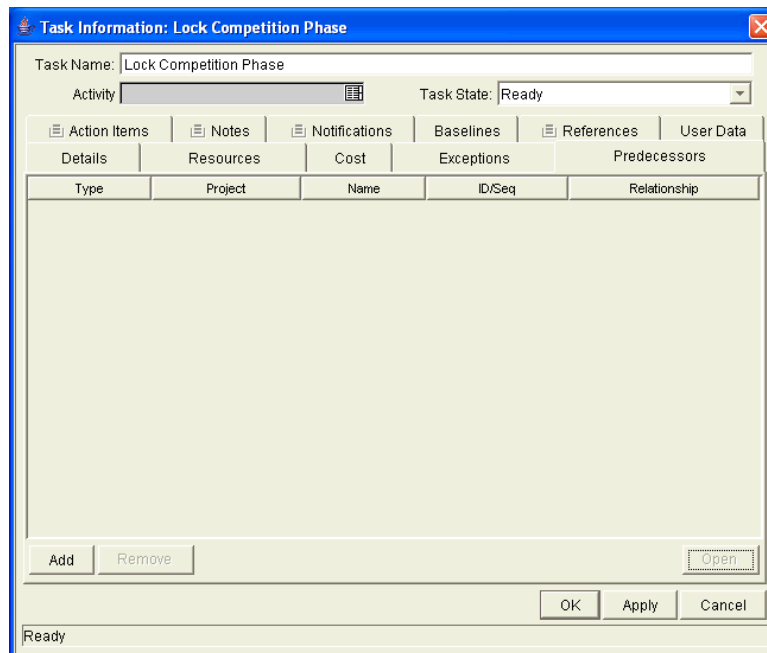 Task Information: Lock Competition Phase
Task Name: Lock Competition Phase
Activity Task State: Ready
Action Items Notes Notifications Baselines References User Data
Details Resources Cost Exceptions Predecessors
Type Project Name ID/Seq Relationship
Add Remove Open
OK Apply Cancel
Ready